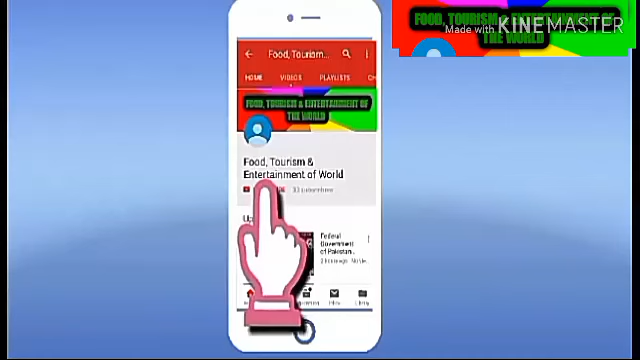 FOOD, TOURISM & ENTERTAINMENT OF
THE WORLD
Made with KINEMASTER
Food, Tourism...
HOME VIDEOS PLAYLISTS CH
FOOD, TOURISM & ENTERTAINMENT OF
THE WORLD
Food, Tourism &
Entertainment of World
Federal
Government
of Pakistan...